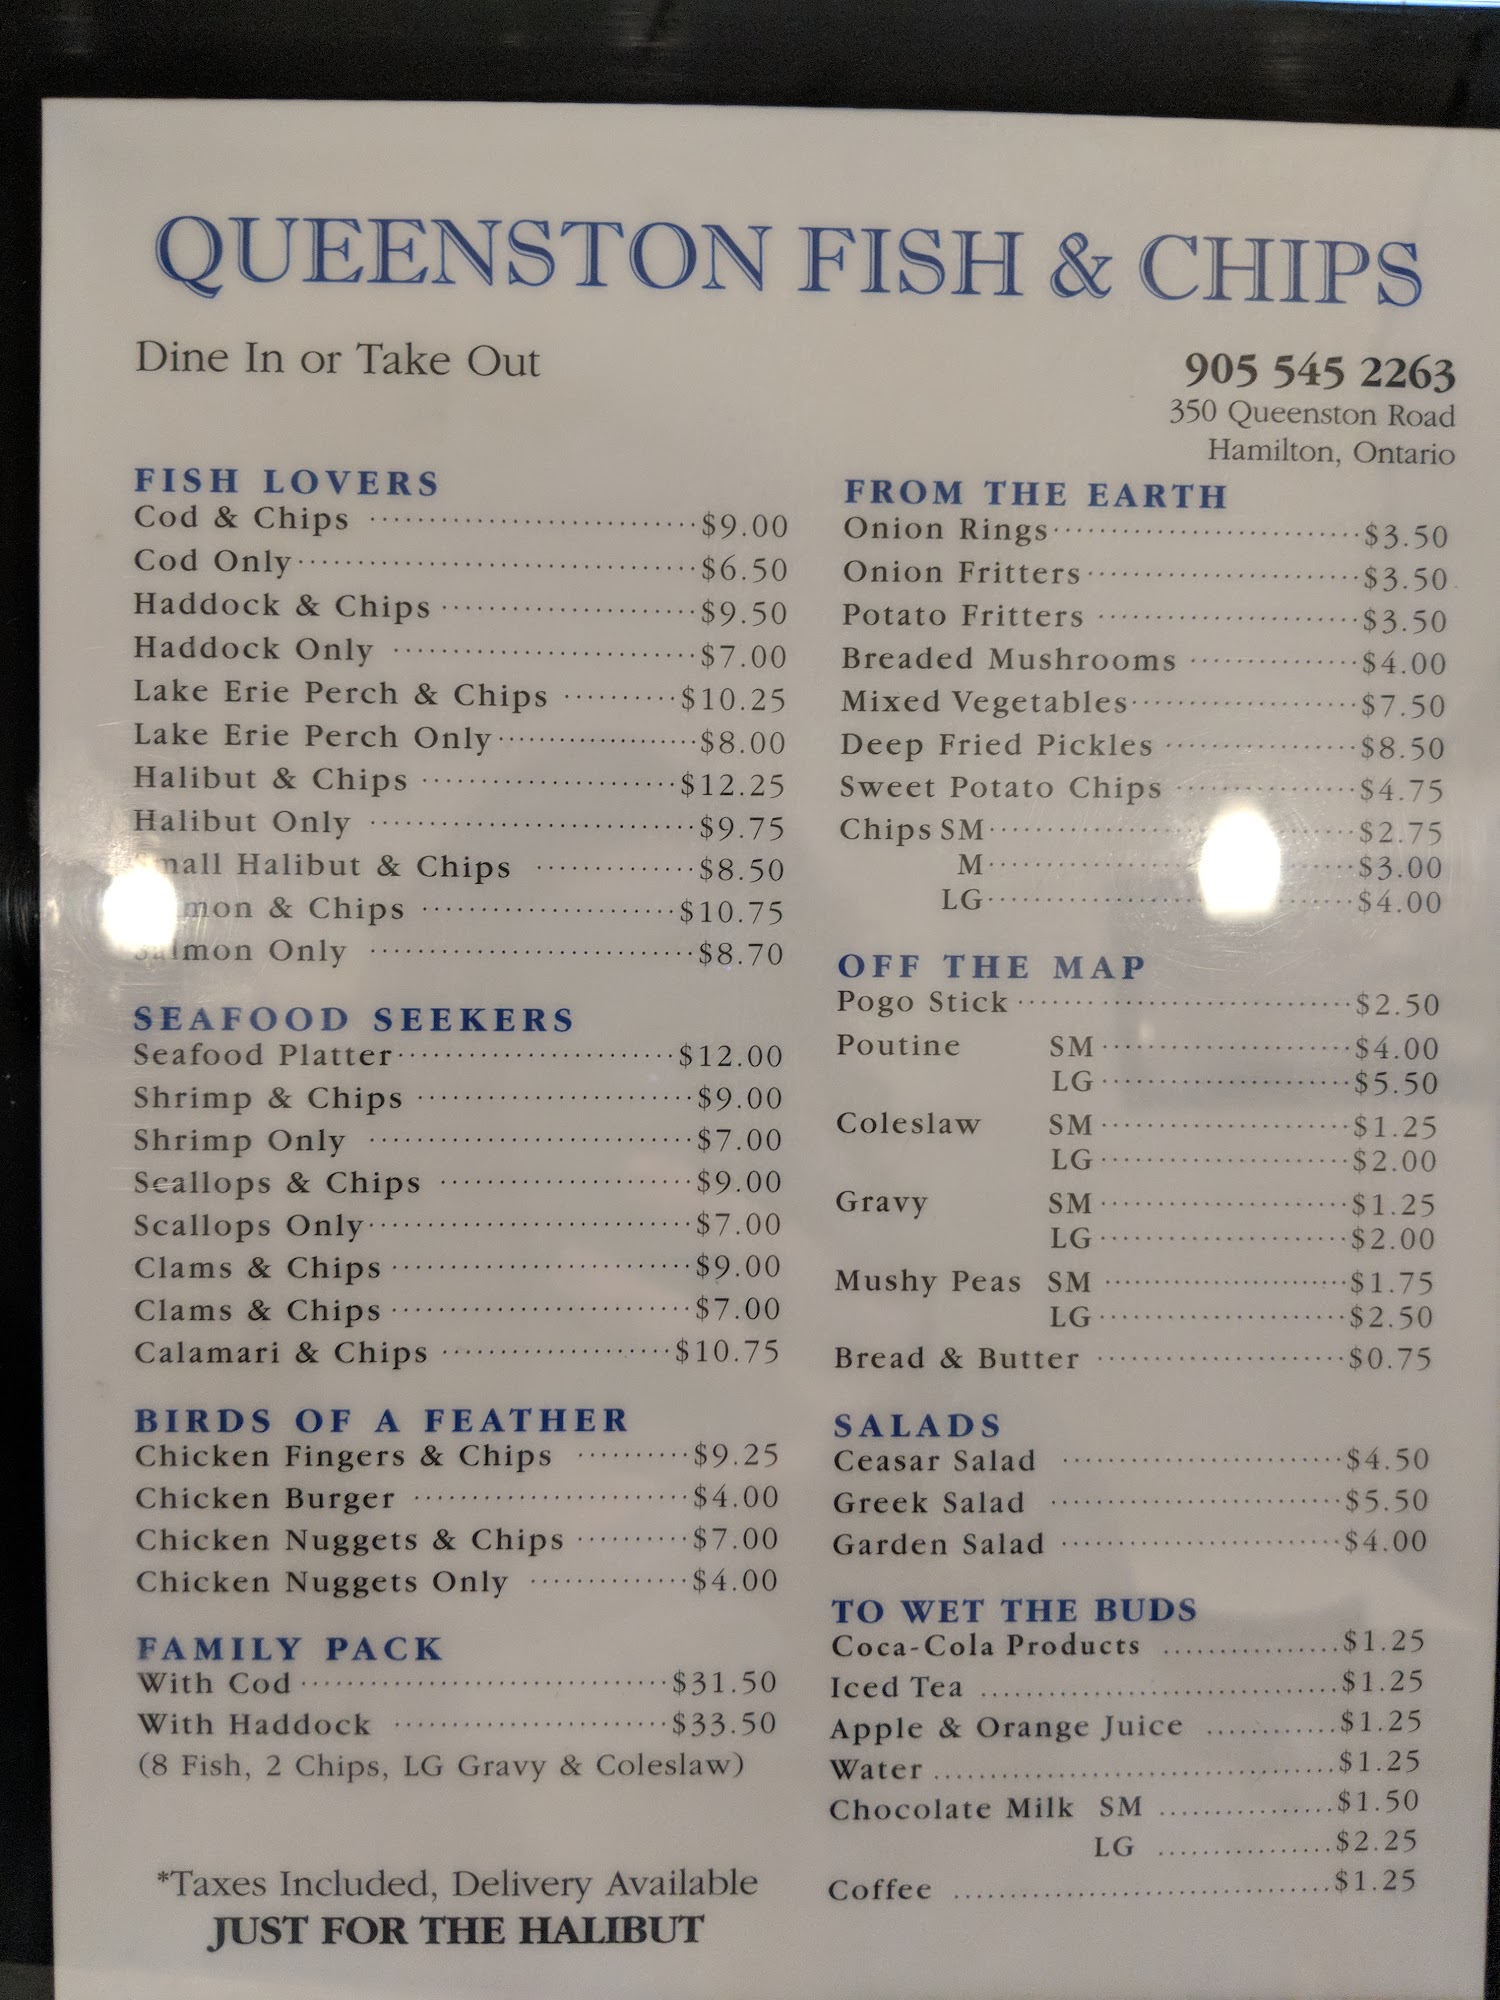 QUEENSTON FISH & CHIPS
Dine In or Take Out
905 545 2263
350 Queenston Road
Hamilton, Ontario
FISH LOVERS
Cod & Chips $9.00
Cod Only $6.50
Haddock & Chips $9.50
Haddock Only $7.00
Lake Erie Perch & Chips $10.25
Lake Erie Perch Only $8.00
Halibut & Chips $12.25
Halibut Only $9.75
Small Halibut & Chips $8.50
Salmon & Chips $10.75
Salmon Only $8.70
SEAFOOD SEEKERS
Seafood Platter $12.00
Shrimp & Chips $9.00
Shrimp Only $7.00
Scallops & Chips $9.00
Scallops Only $7.00
Clams & Chips $9.00
Clams & Chips $7.00
Calamari & Chips $10.75
BIRDS OF A FEATHER
Chicken Fingers & Chips $9.25
Chicken Burger $4.00
Chicken Nuggets & Chips $7.00
Chicken Nuggets Only $4.00
FAMILY PACK
With Cod $31.50
With Haddock $33.50
(8 Fish, 2 Chips, LG Gravy & Coleslaw)
*Taxes Included, Delivery Available
JUST FOR THE HALIBUT
FROM THE EARTH
Onion Rings $3.50
Onion Fritters $3.50
Potato Fritters $3.50
Breaded Mushrooms $4.00
Mixed Vegetables $7.50
Deep Fried Pickles $8.50
Sweet Potato Chips $4.75
Chips SM $2.75
M $3.00
LG $4.00
OFF THE MAP
Pogo Stick $2.50
Poutine SM $4.00
LG $5.50
Coleslaw SM $1.25
LG $2.00
Gravy SM $1.25
LG $2.00
Mushy Peas SM $1.75
LG $2.50
Bread & Butter $0.75
SALADS
Ceasar Salad $4.50
Greek Salad $5.50
Garden Salad $4.00
TO WET THE BUDS
Coca-Cola Products $1.25
Iced Tea $1.25
Apple & Orange Juice $1.25
Water $1.25
Chocolate Milk SM $1.50
LG $2.25
Coffee $1.25